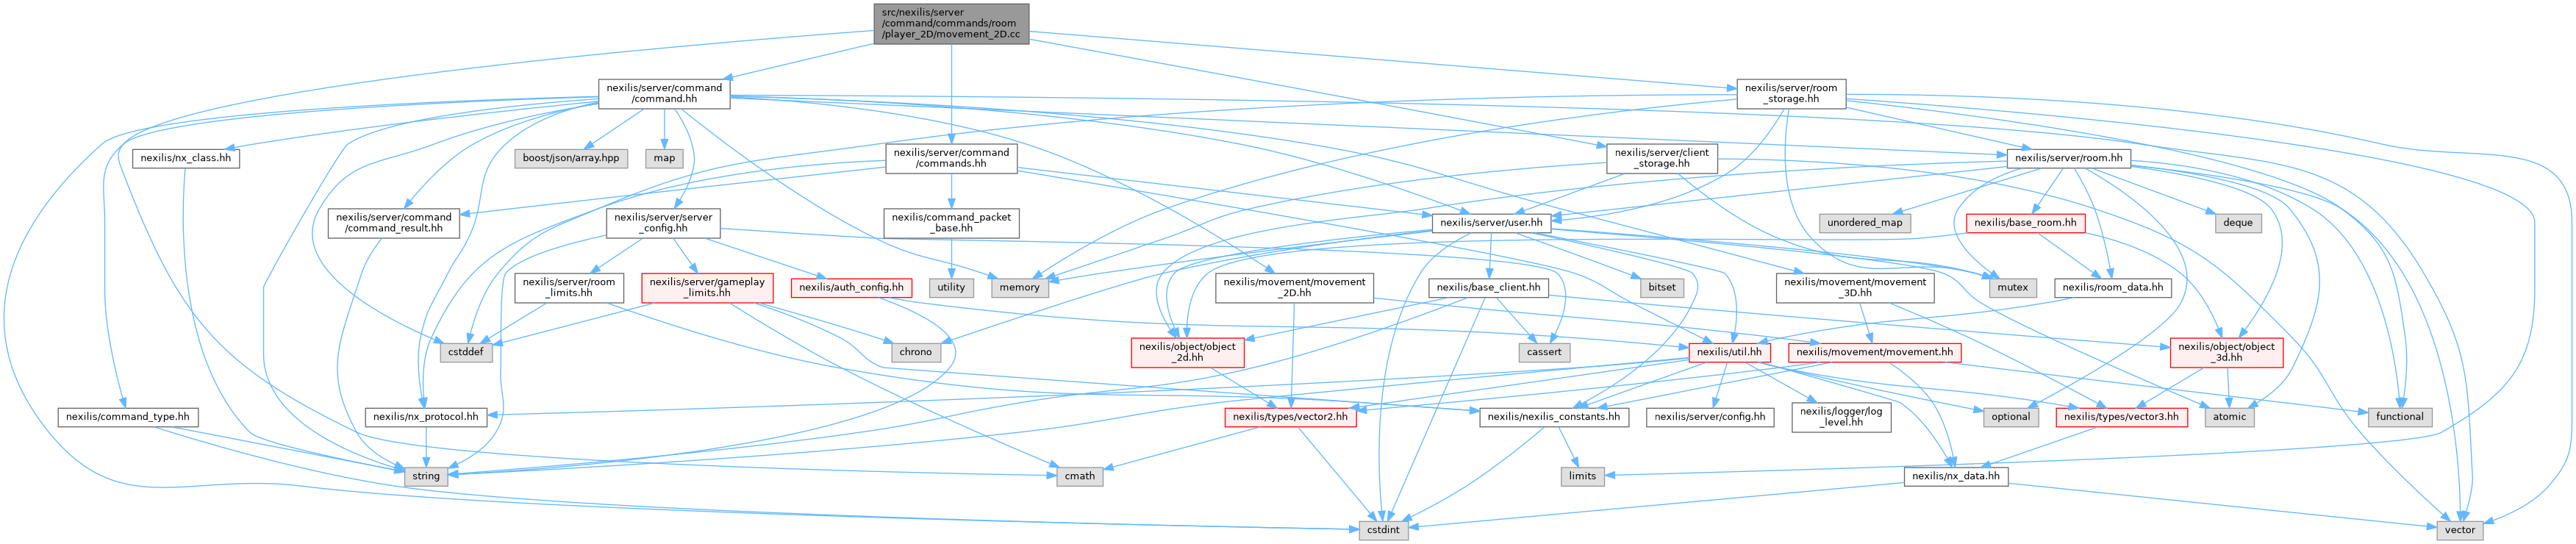 src/nexilis/server
/command/commands/room
/player_2D/movement_2D.cc
nexilis/server/command
/command.hh
nexilis/server/room
_storage.hh
nexilis/nx_class.hh
boost/json/array.hpp
map
nexilis/server/command
/commands.hh
nexilis/server/client
_storage.hh
nexilis/server/room.hh
nexilis/server/command
/command_result.hh
nexilis/server/server
_config.hh
nexilis/command_packet
_base.hh
nexilis/server/user.hh
unordered_map
nexilis/base_room.hh
deque
nexilis/server/room
_limits.hh
nexilis/server/gameplay
_limits.hh
nexilis/auth_config.hh
utility
memory
nexilis/movement/movement
_2D.hh
nexilis/base_client.hh
bitset
nexilis/movement/movement
_3D.hh
mutex
nexilis/room_data.hh
cstddef
chrono
nexilis/object/object
_2d.hh
cassert
nexilis/util.hh
nexilis/movement/movement.hh
nexilis/object/object
_3d.hh
nexilis/command_type.hh
nexilis/nx_protocol.hh
nexilis/types/vector2.hh
nexilis/nexilis_constants.hh
nexilis/server/config.hh
nexilis/logger/log
_level.hh
optional
nexilis/types/vector3.hh
atomic
functional
string
cmath
limits
nexilis/nx_data.hh
cstdint
vector